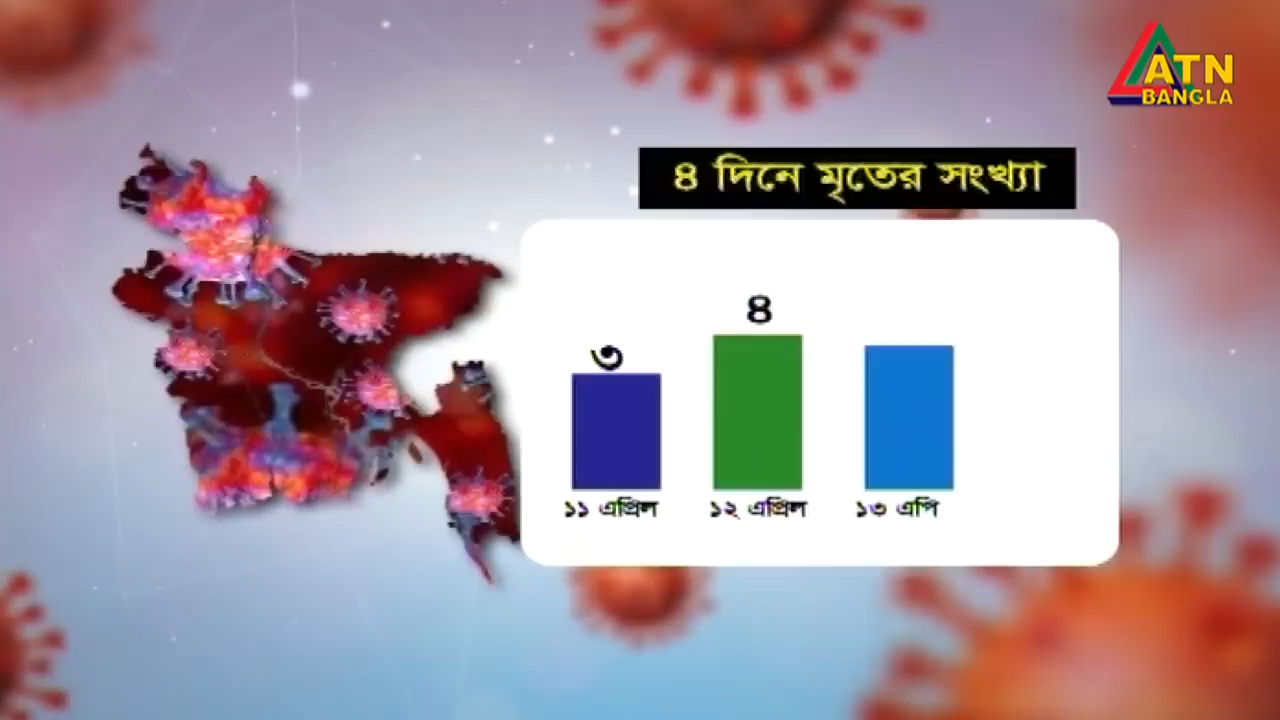 ATN
BANGLA
৪ দিনে মৃতের সংখ্যা
৩
৪
১১ এপ্রিল
১২ এপ্রিল
১৩ এপি